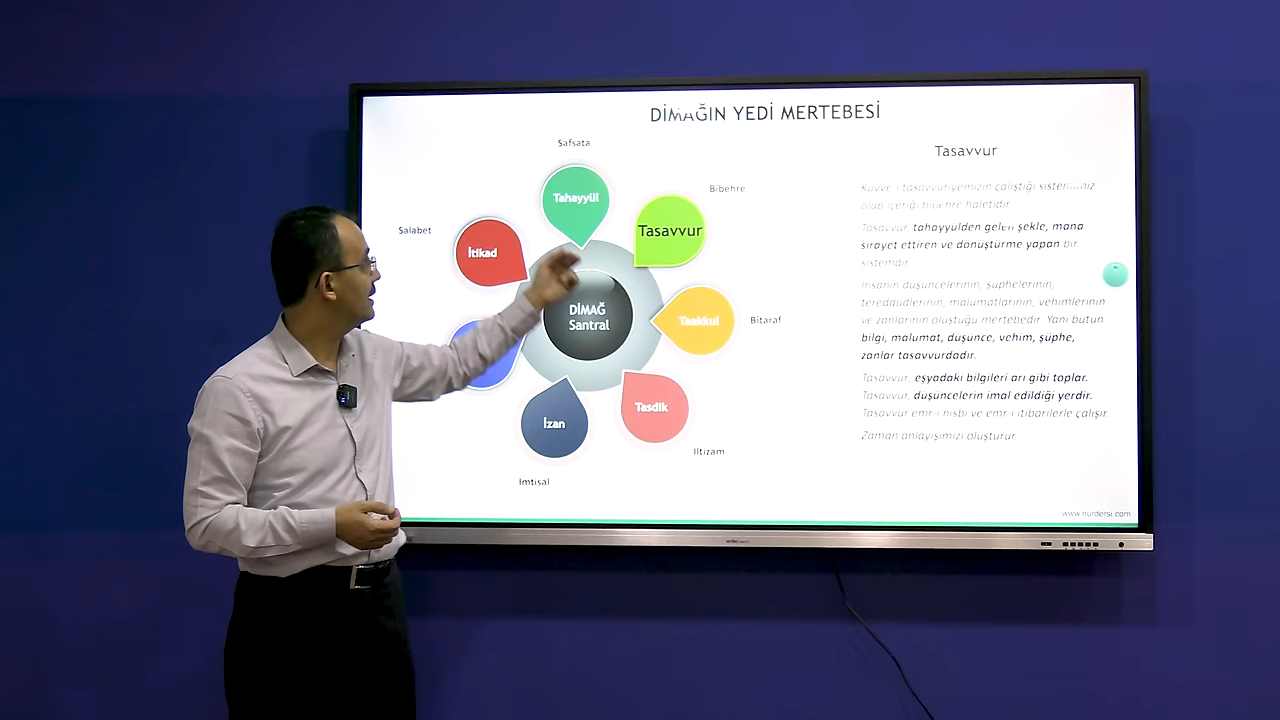 DİMAĞIN YEDİ MERTEBESİ
Safsata
Tahayyül
Bibehre
Tasavvur
Salabet
İtikad
DİMAĞ
Santral
Taakkul
Bitaraf
Tasdik
İltizam
İzan
İmtisal
Tasavvur
Kuvve-i tasavvuriyemizin çalıştığı
olup içeriği bibehre haletidir.
Tasavvur, tahayyülden gelen şekle, mana
sirayet ettiren ve dönüştürme yapan bir
sistemdir.
İnsanın düşüncelerinin, şüphelerinin,
tereddüdlerinin, malumatlarının, vehimlerinin
ve zanlarının oluştuğu mertebedir. Yani bütün
bilgi, malumat, düşünce, vehim, şüphe,
zanlar tasavvurdadır.
Tasavvur, eşyadaki bilgileri arı gibi toplar.
Tasavvur, düşüncelerin imal edildiği yerdir.
Tasavvur emr-i nisbi ve emr-i itibarilerle çalışır.
Zaman anlayışımızı oluşturur.
www.nurdersi.com